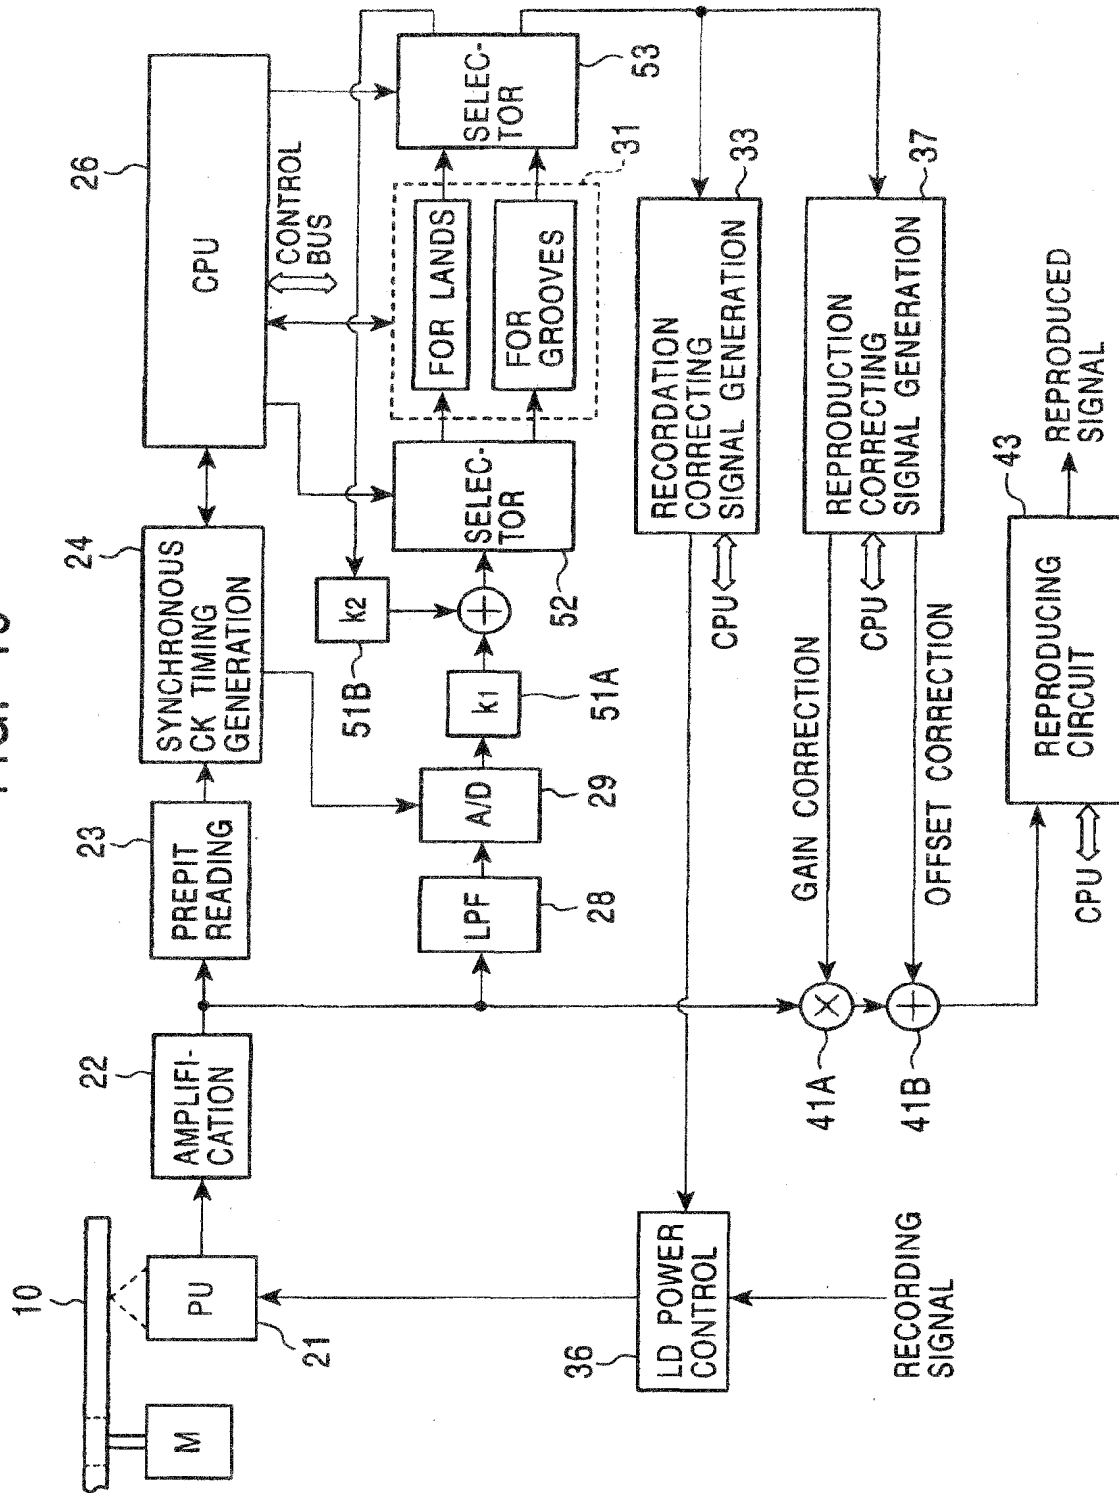 10
M
PU
21
22
AMPLIFI-
CATION
23
PREPIT
READING
24
SYNCHRONOUS
CK TIMING
GENERATION
26
CPU
CONTROL
BUS
LPF
28
A/D
29
k1
51A
k2
51B
SELEC-
TOR
52
FOR LANDS
FOR
GROOVES
31
SELEC-
TOR
53
RECORDATION
CORRECTING
SIGNAL GENERATION
33
CPU
REPRODUCTION
CORRECTING
SIGNAL GENERATION
37
CPU
GAIN CORRECTION
OFFSET CORRECTION
36
LD POWER
CONTROL
RECORDING
SIGNAL
×
41A
+
41B
+
REPRODUCING
CIRCUIT
43
CPU
REPRODUCED
SIGNAL